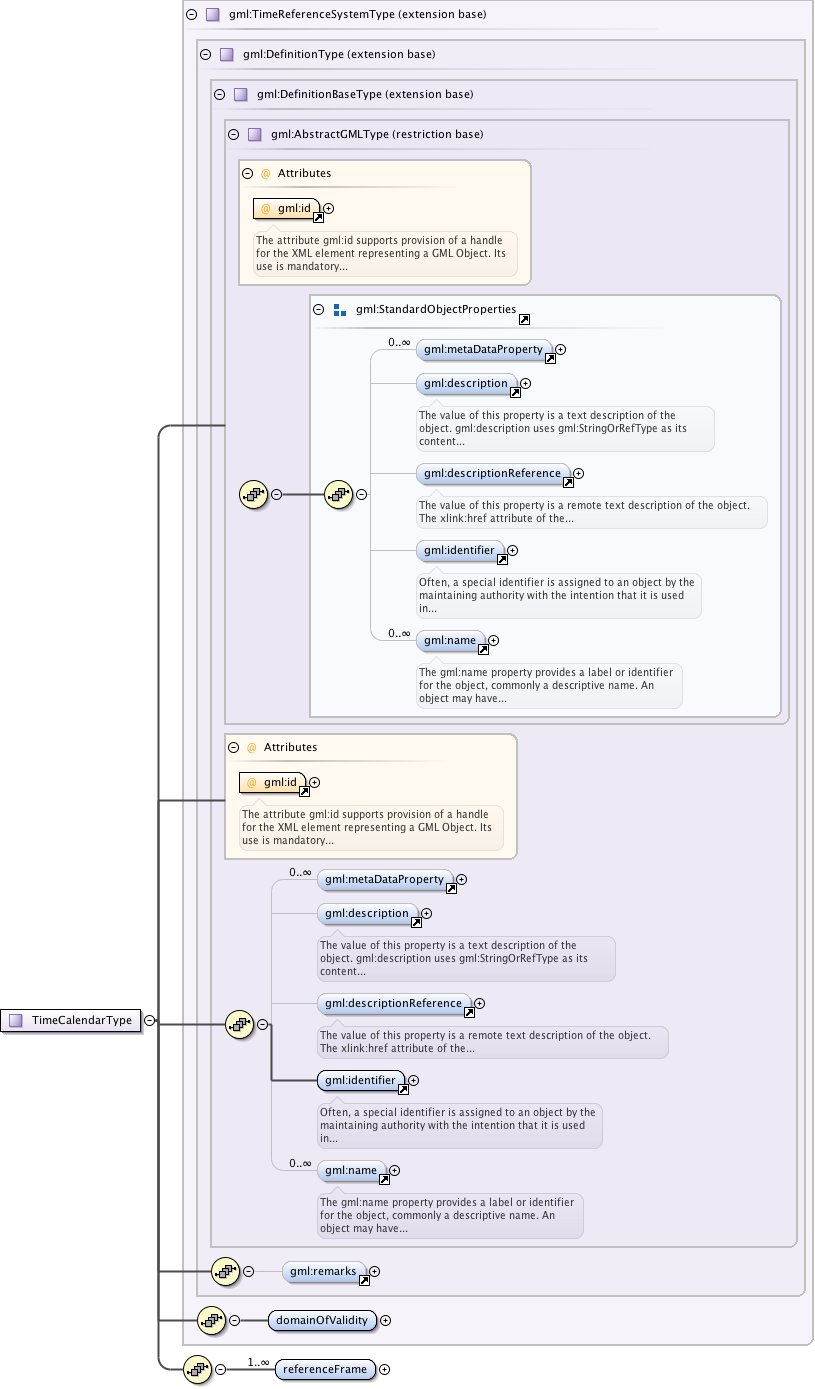 gml:TimeReferenceSystemType (extension base)
gml:DefinitionType (extension base)
gml:DefinitionBaseType (extension base)
gml:AbstractGMLType (restriction base)
@ Attributes
@ gml:id
The attribute gml:id supports provision of a handle
for the XML element representing a GML Object. Its
use is mandatory...
gml:StandardObjectProperties
0..∞
gml:metaDataProperty
gml:description
The value of this property is a text description of the
object. gml:description uses gml:StringOrRefType as its
content...
gml:descriptionReference
The value of this property is a remote text description of the object.
The xlink:href attribute of the...
gml:identifier
Often, a special identifier is assigned to an object by the
maintaining authority with the intention that it is used
in...
0..∞
gml:name
The gml:name property provides a label or identifier
for the object, commonly a descriptive name. An
object may have...
@ Attributes
@ gml:id
The attribute gml:id supports provision of a handle
for the XML element representing a GML Object. Its
use is mandatory...
0..∞
gml:metaDataProperty
gml:description
The value of this property is a text description of the
object. gml:description uses gml:StringOrRefType as its
content...
gml:descriptionReference
The value of this property is a remote text description of the object.
The xlink:href attribute of the...
TimeCalendarType
gml:identifier
Often, a special identifier is assigned to an object by the
maintaining authority with the intention that it is used
in...
0..∞
gml:name
The gml:name property provides a label or identifier
for the object, commonly a descriptive name. An
object may have...
gml:remarks
domainOfValidity
1..∞
referenceFrame